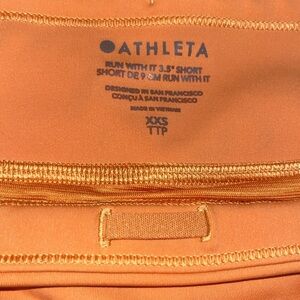 ATHLETA
RUN WITH IT 3.5" SHORT
SHORT DE 9 CM RUN WITH IT
DESIGNED IN SAN FRANCISCO
CONÇU À SAN FRANCISCO
MADE IN VIETNAM
XXS
TTP